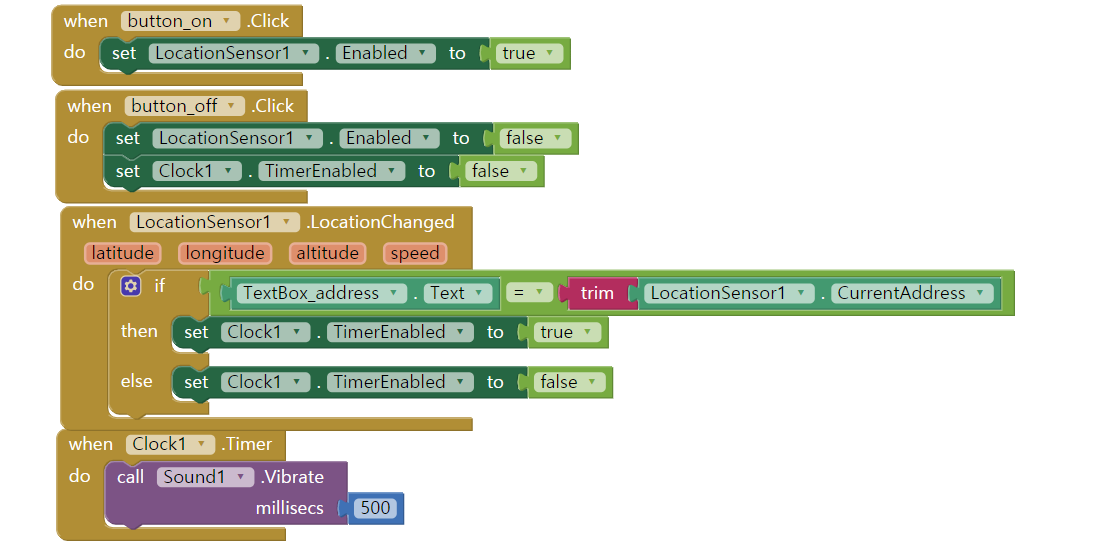 when button_on .Click
do set LocationSensor1 . Enabled to true
when button_off .Click
do set LocationSensor1 . Enabled to false
set Clock1 . TimerEnabled to false
when LocationSensor1 .LocationChanged
latitude longitude altitude speed
do if TextBox_address . Text = trim LocationSensor1 . CurrentAddress
then set Clock1 . TimerEnabled to true
else set Clock1 . TimerEnabled to false
when Clock1 .Timer
do call Sound1 .Vibrate
millisecs 500